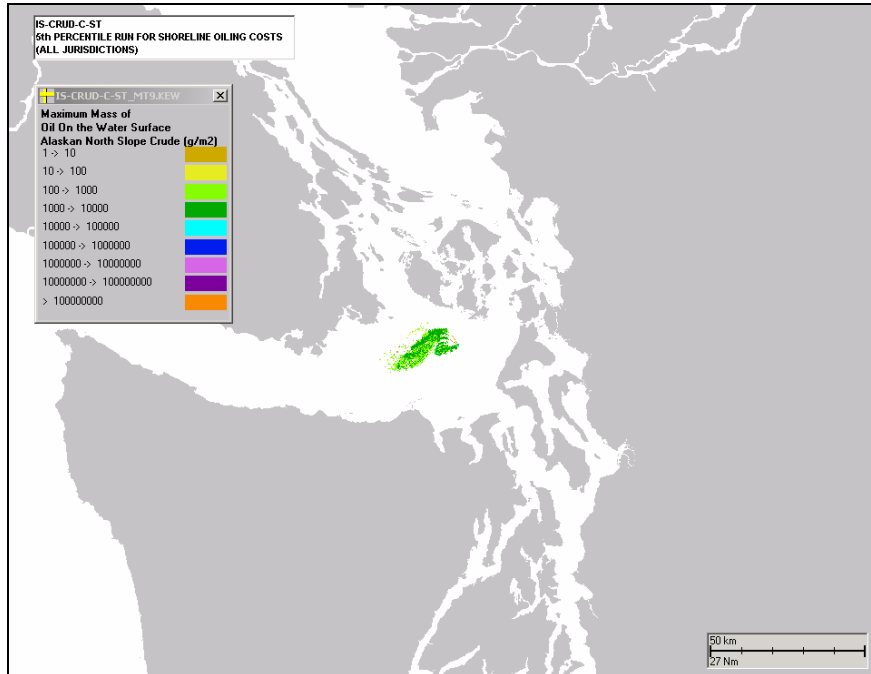 IS-CRUD-C-ST
5th PERCENTILE RUN FOR SHORELINE OILING COSTS
(ALL JURISDICTIONS)
IS-CRUD-C-ST_MT9.KEW
Maximum Mass of
Oil On the Water Surface
Alaskan North Slope Crude (g/m2)
1 -> 10
10 -> 100
100 -> 1000
1000 -> 10000
10000 -> 100000
100000 -> 1000000
1000000 -> 10000000
10000000 -> 100000000
> 100000000
50 km
27 Nm